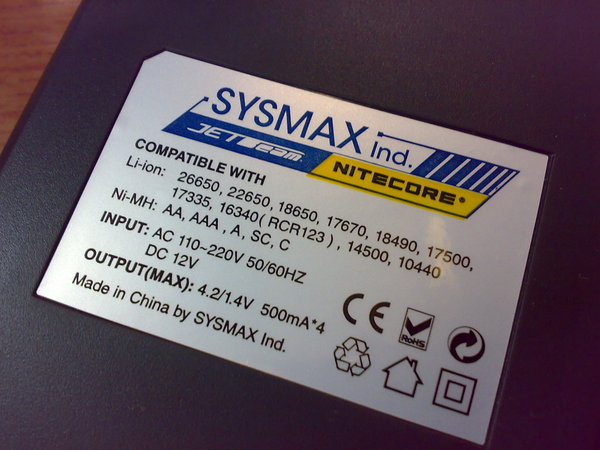 SYSMAX Ind.
JETBeam NITECORE®
COMPATIBLE WITH
Li-ion: 26650, 22650, 18650, 17670, 18490, 17500,
17335, 16340( RCR123 ) , 14500, 10440
Ni-MH: AA, AAA , A, SC, C
INPUT: AC 110~220V 50/60HZ
DC 12V
OUTPUT(MAX): 4.2/1.4V 500mA*4
Made in China by SYSMAX Ind.
CE
RoHS